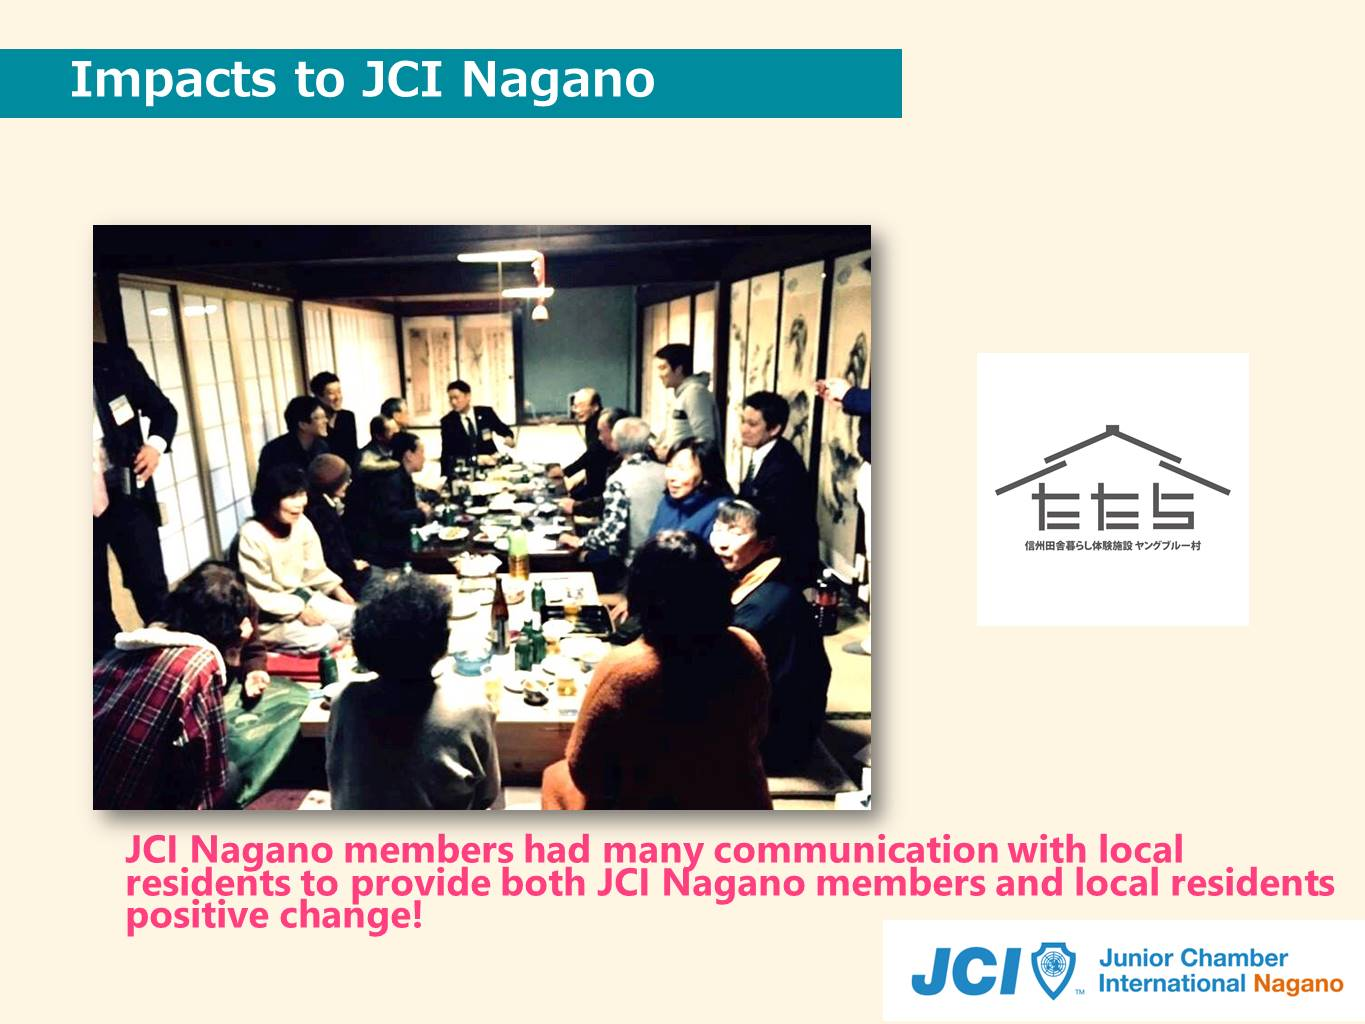 Impacts to JCI Nagano
たたら
信州田舎暮らし体験施設 ヤングブルー村
JCI Nagano members had many communication with local
residents to provide both JCI Nagano members and local residents
positive change!
JCI TM Junior Chamber
International Nagano